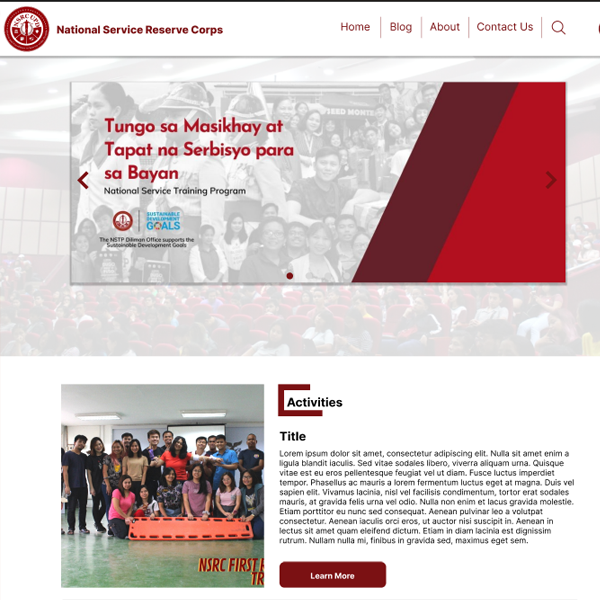 NSRC UPD
National Service Reserve Corps
Home
Blog
About
Contact Us
Tungo sa Masikhay at
Tapat na Serbisyo para
sa Bayan
National Service Training Program
SUSTAINABLE
DEVELOPMENT
GOALS
The NSTP Diliman Office supports the
Sustainable Development Goals
Activities
Title
Lorem ipsum dolor sit amet, consectetur adipiscing elit. Nulla sit amet enim a
ligula blandit iaculis. Sed vitae sodales libero, viverra aliquam urna. Quisque
vitae est eu eros pellentesque feugiat vel ut diam. Fusce luctus imperdiet
tempor. Phasellus ac mauris a lorem fermentum luctus eget at magna. Duis vel
sapien elit. Vivamus lacinia, nisl vel facilisis condimentum, tortor erat sodales
mauris, at gravida felis urna vel odio. Nulla non enim et lacus gravida molestie.
Etiam porttitor eu nunc sed consequat. Aenean pulvinar leo a volutpat
consectetur. Aenean iaculis orci eros, ut auctor nisi suscipit in. Aenean in
lectus sit amet quam eleifend dictum. Etiam in diam lacinia est dignissim
rutrum. Nullam nulla mi, finibus in gravida sed, maximus eget sem.
NSRC FIRST
TR
Learn More